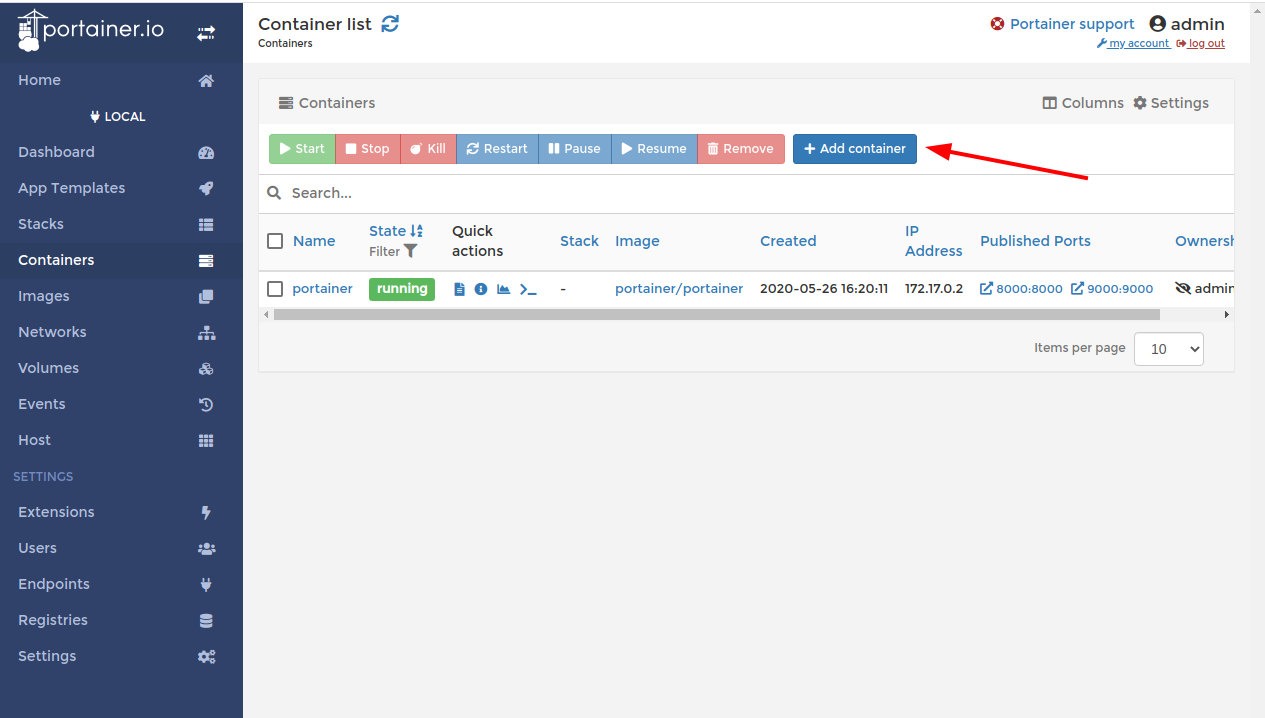 portainer.io
Home
LOCAL
Dashboard
App Templates
Stacks
Containers
Images
Networks
Volumes
Events
Host
SETTINGS
Extensions
Users
Endpoints
Registries
Settings
Container list
Containers
Portainer support admin
my account log out
Containers
Columns Settings
Start Stop Kill Restart Pause Resume Remove Add container
Search...
Name State Filter Quick actions Stack Image Created IP Address Published Ports Ownersh
portainer running - portainer/portainer 2020-05-26 16:20:11 172.17.0.2 8000:8000 9000:9000 admin
Items per page 10